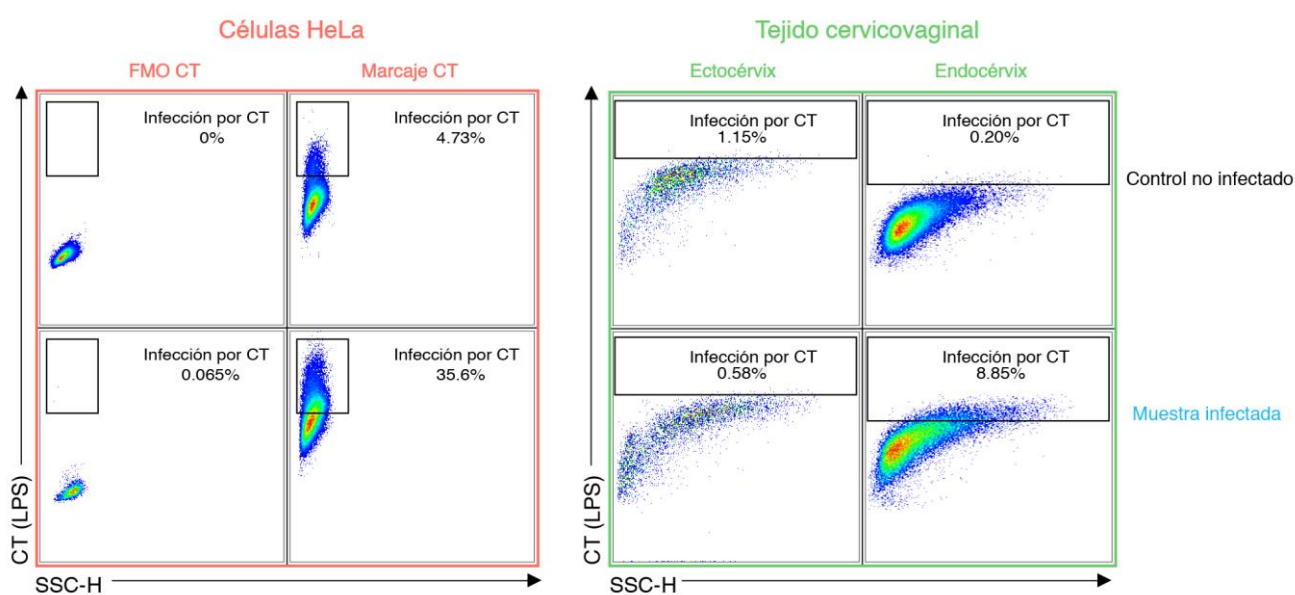 Células HeLa
Tejido cervicovaginal
FMO CT
Marcaje CT
Ectocérvix
Endocérvix
Infección por CT
0%
Infección por CT
4.73%
Infección por CT
1.15%
Infección por CT
0.20%
Control no infectado
Infección por CT
0.065%
Infección por CT
35.6%
Infección por CT
0.58%
Infección por CT
8.85%
Muestra infectada
CT (LPS)
CT (LPS)
SSC-H
SSC-H